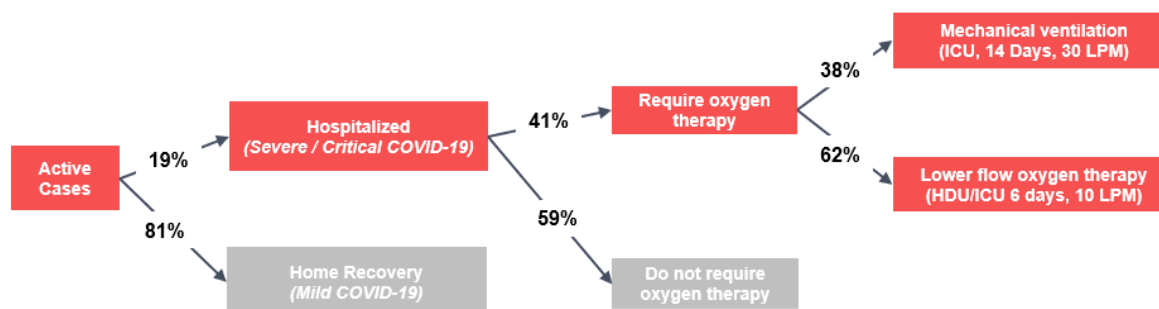 Active
Cases
19%
81%
Hospitalized
(Severe / Critical COVID-19)
Home Recovery
(Mild COVID-19)
41%
59%
Require oxygen
therapy
Do not require
oxygen therapy
38%
62%
Mechanical ventilation
(ICU, 14 Days, 30 LPM)
Lower flow oxygen therapy
(HDU/ICU 6 days, 10 LPM)